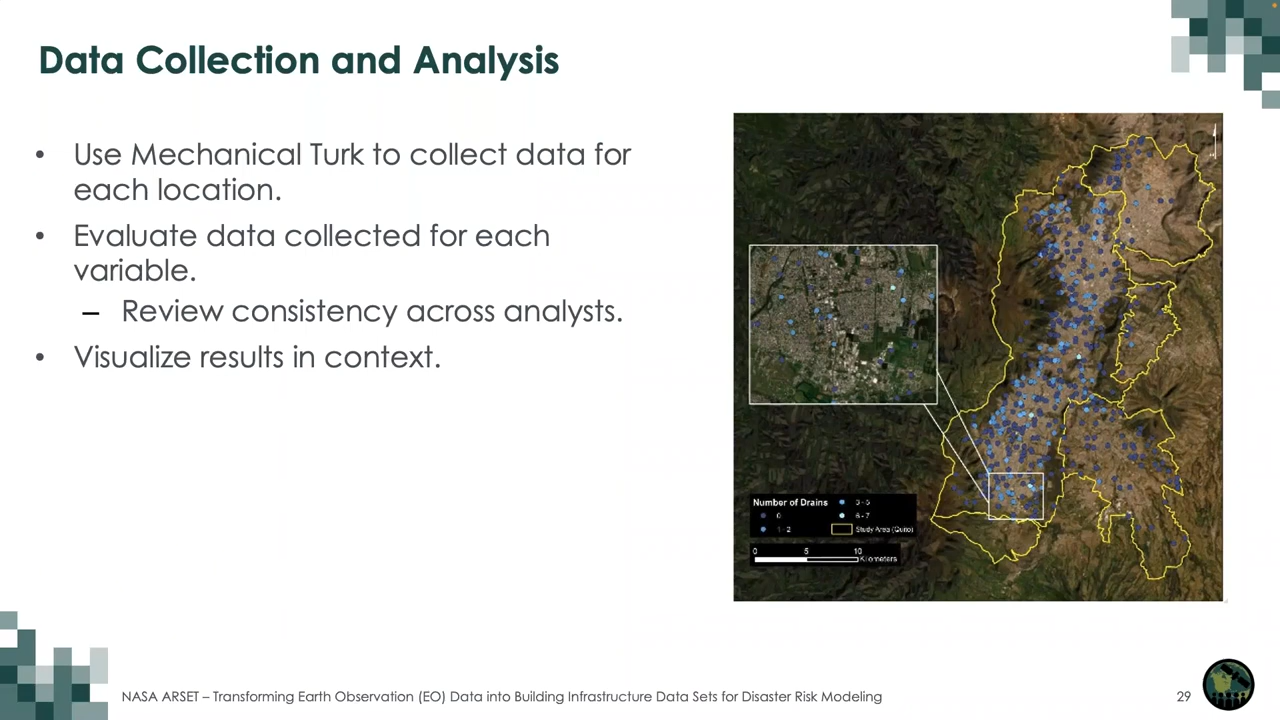 Data Collection and Analysis
• Use Mechanical Turk to collect data for
each location.
• Evaluate data collected for each
variable.
– Review consistency across analysts.
• Visualize results in context.
Number of Drains
0
1 - 2
3 - 5
6 - 7
Study Area (Quito)
0 5 10
Kilometers
NASA ARSET – Transforming Earth Observation (EO) Data into Building Infrastructure Data Sets for Disaster Risk Modeling
29